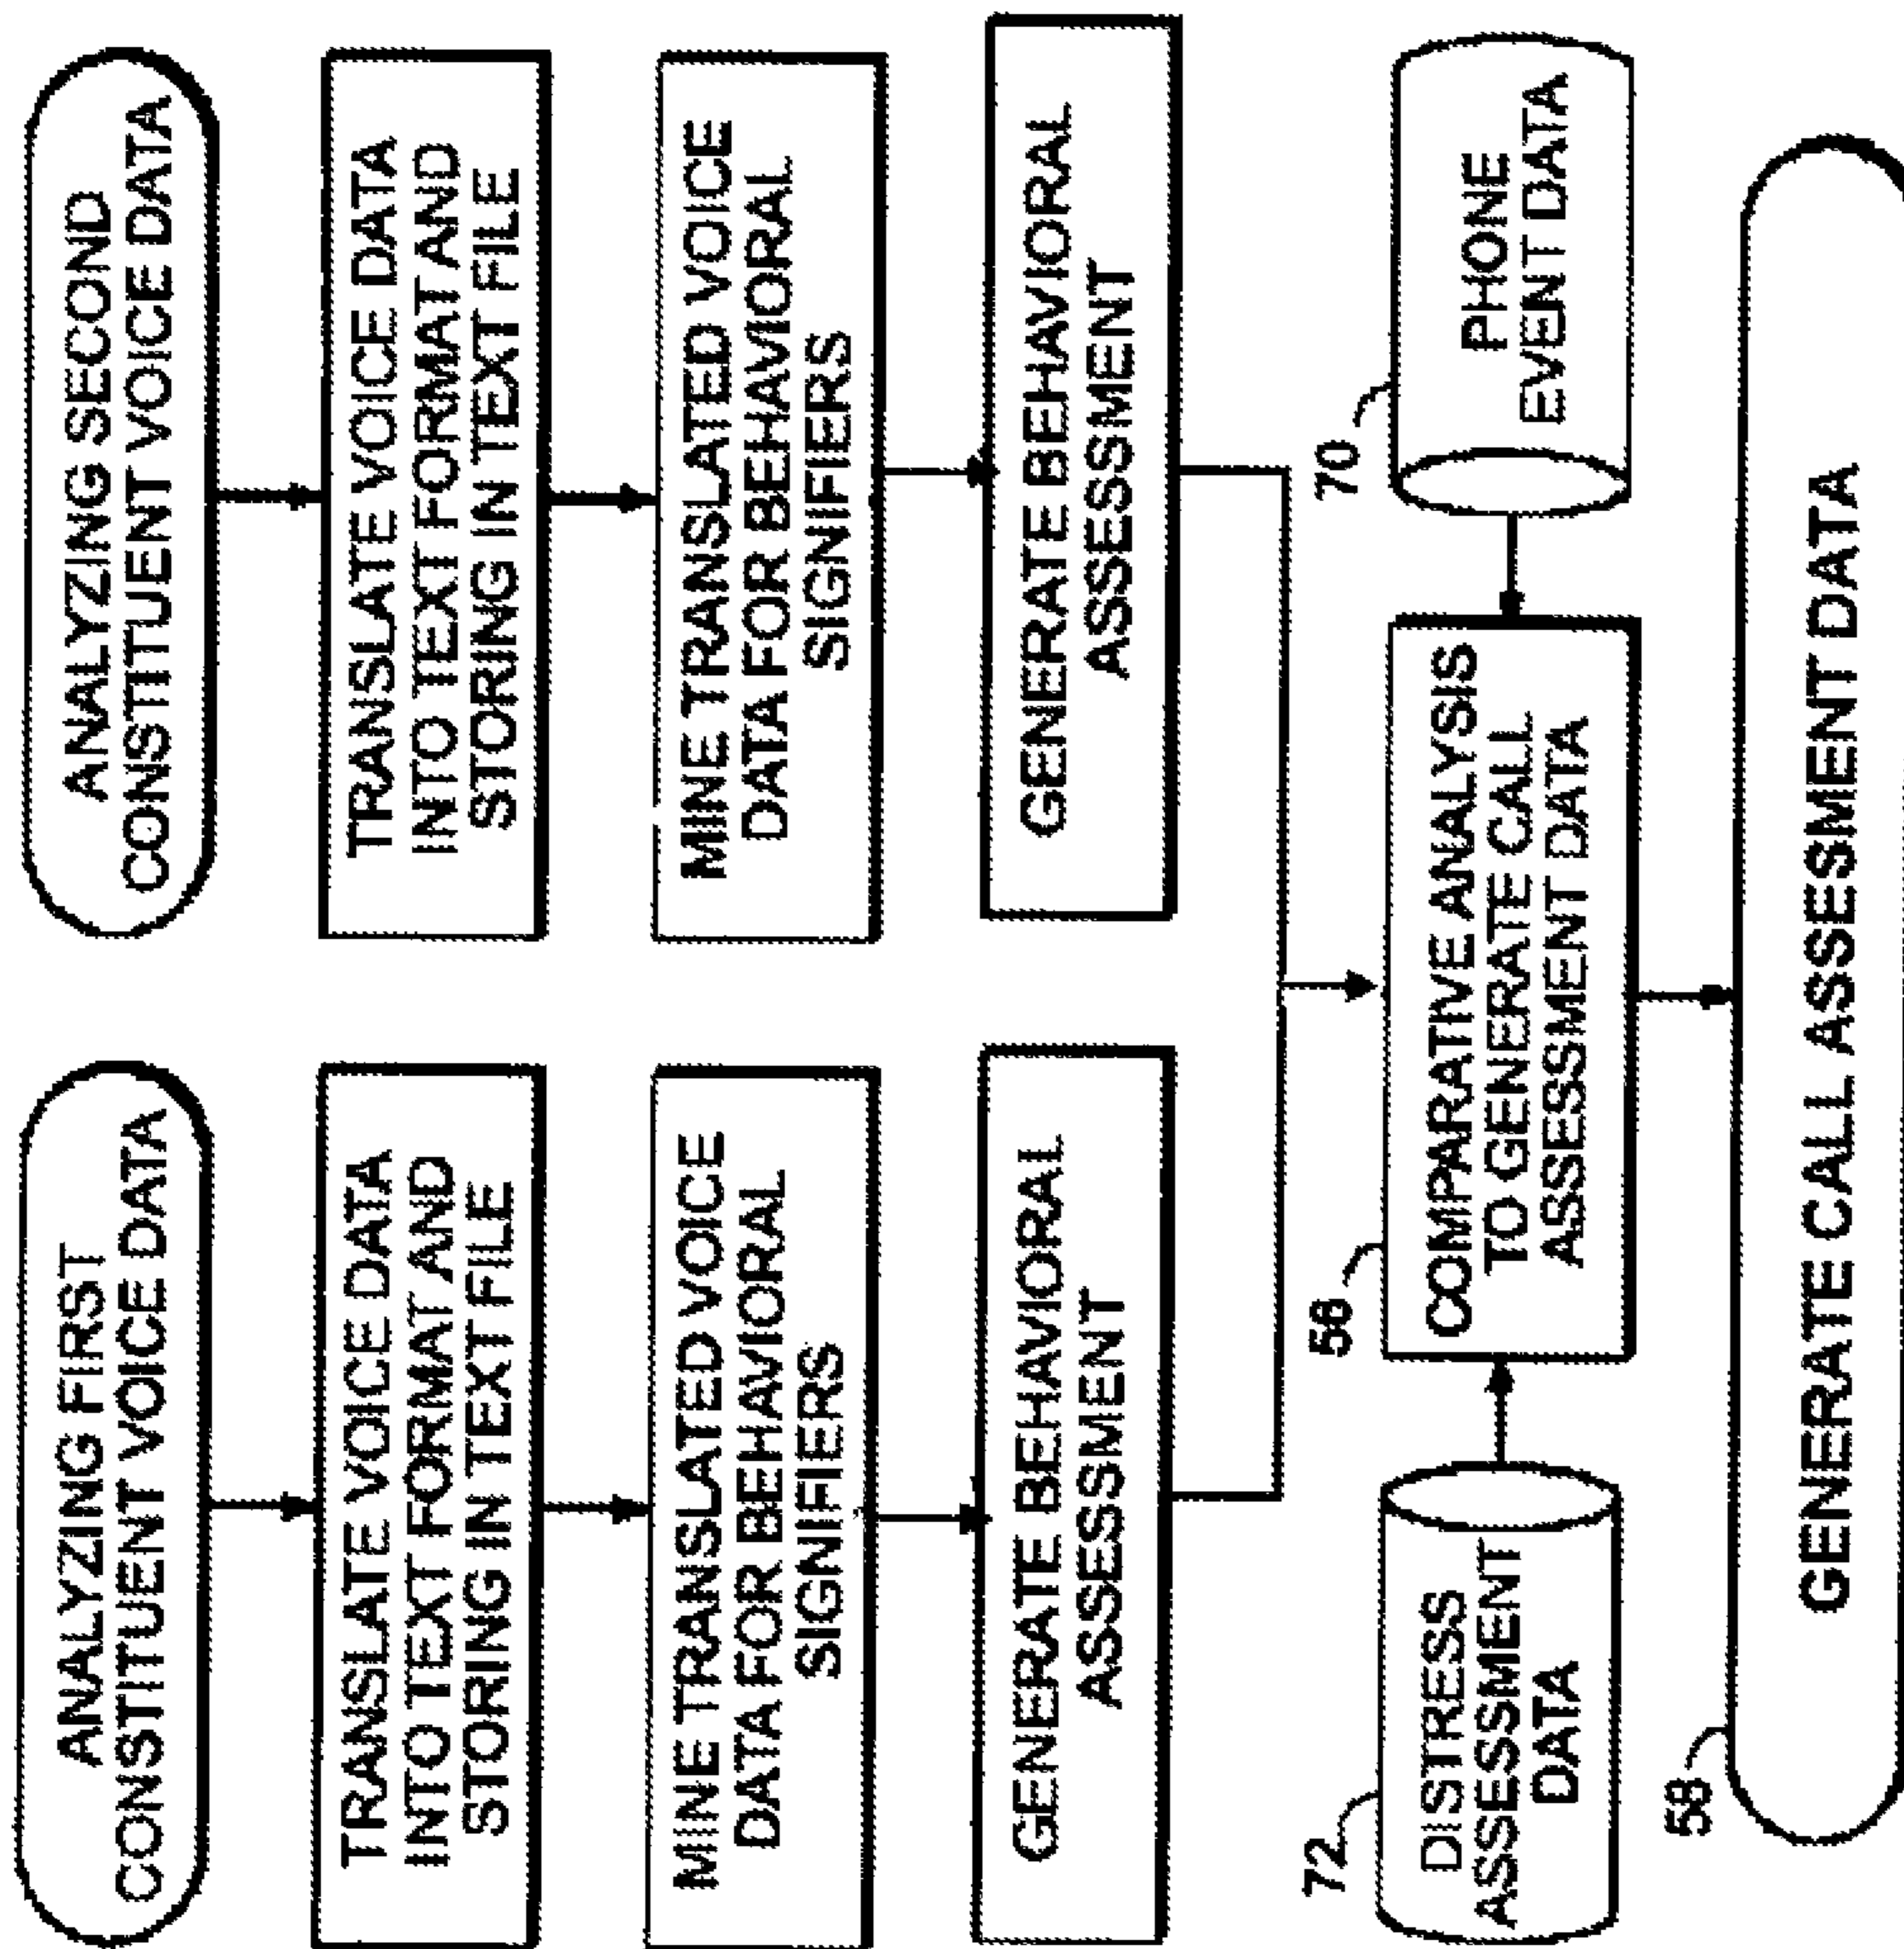 ANALYZING FIRST
CONSTITUENT VOICE DATA
TRANSLATE VOICE DATA
INTO TEXT FORMAT AND
STORING IN TEXT FILE
MINE TRANSLATED VOICE
DATA FOR BEHAVIORAL
SIGNIFIERS
GENERATE BEHAVIORAL
ASSESSMENT
ANALYZING SECOND
CONSTITUENT VOICE DATA
TRANSLATE VOICE DATA
INTO TEXT FORMAT AND
STORING IN TEXT FILE
MINE TRANSLATED VOICE
DATA FOR BEHAVIORAL
SIGNIFIERS
GENERATE BEHAVIORAL
ASSESSMENT
72
DISTRESS
ASSESSMENT
DATA
56
COMPARATIVE ANALYSIS
TO GENERATE CALL
ASSESSMENT DATA
70
PHONE
EVENT DATA
58
GENERATE CALL ASSESMENT DATA